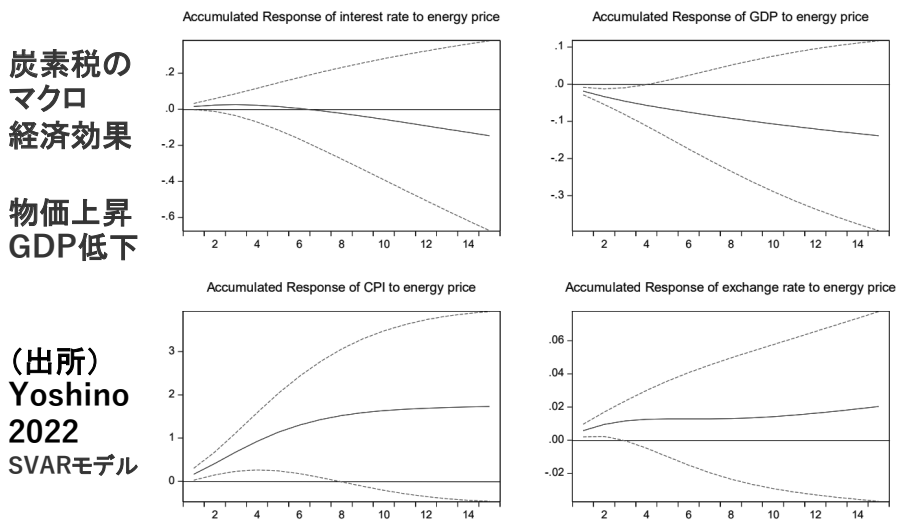 炭素税の
マクロ
経済効果
物価上昇
GDP低下
（出所）
Yoshino
2022
SVARモデル
Accumulated Response of interest rate to energy price
.2
.0
-.2
-.4
-.6
2 4 6 8 10 12 14
Accumulated Response of GDP to energy price
.1
.0
-.1
-.2
-.3
2 4 6 8 10 12 14
Accumulated Response of CPI to energy price
3
2
1
0
2 4 6 8 10 12 14
Accumulated Response of exchange rate to energy price
.06
.04
.02
.00
-.02
2 4 6 8 10 12 14